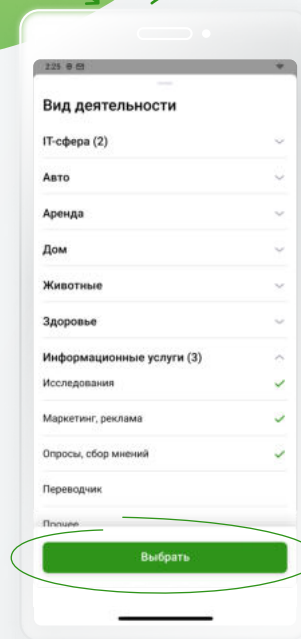 2:25
Вид деятельности
IT-сфера (2)
Авто
Аренда
Дом
Животные
Здоровье
Информационные услуги (3)
Исследования
Маркетинг, реклама
Опросы, сбор мнений
Переводчик
Прочее
Выбрать